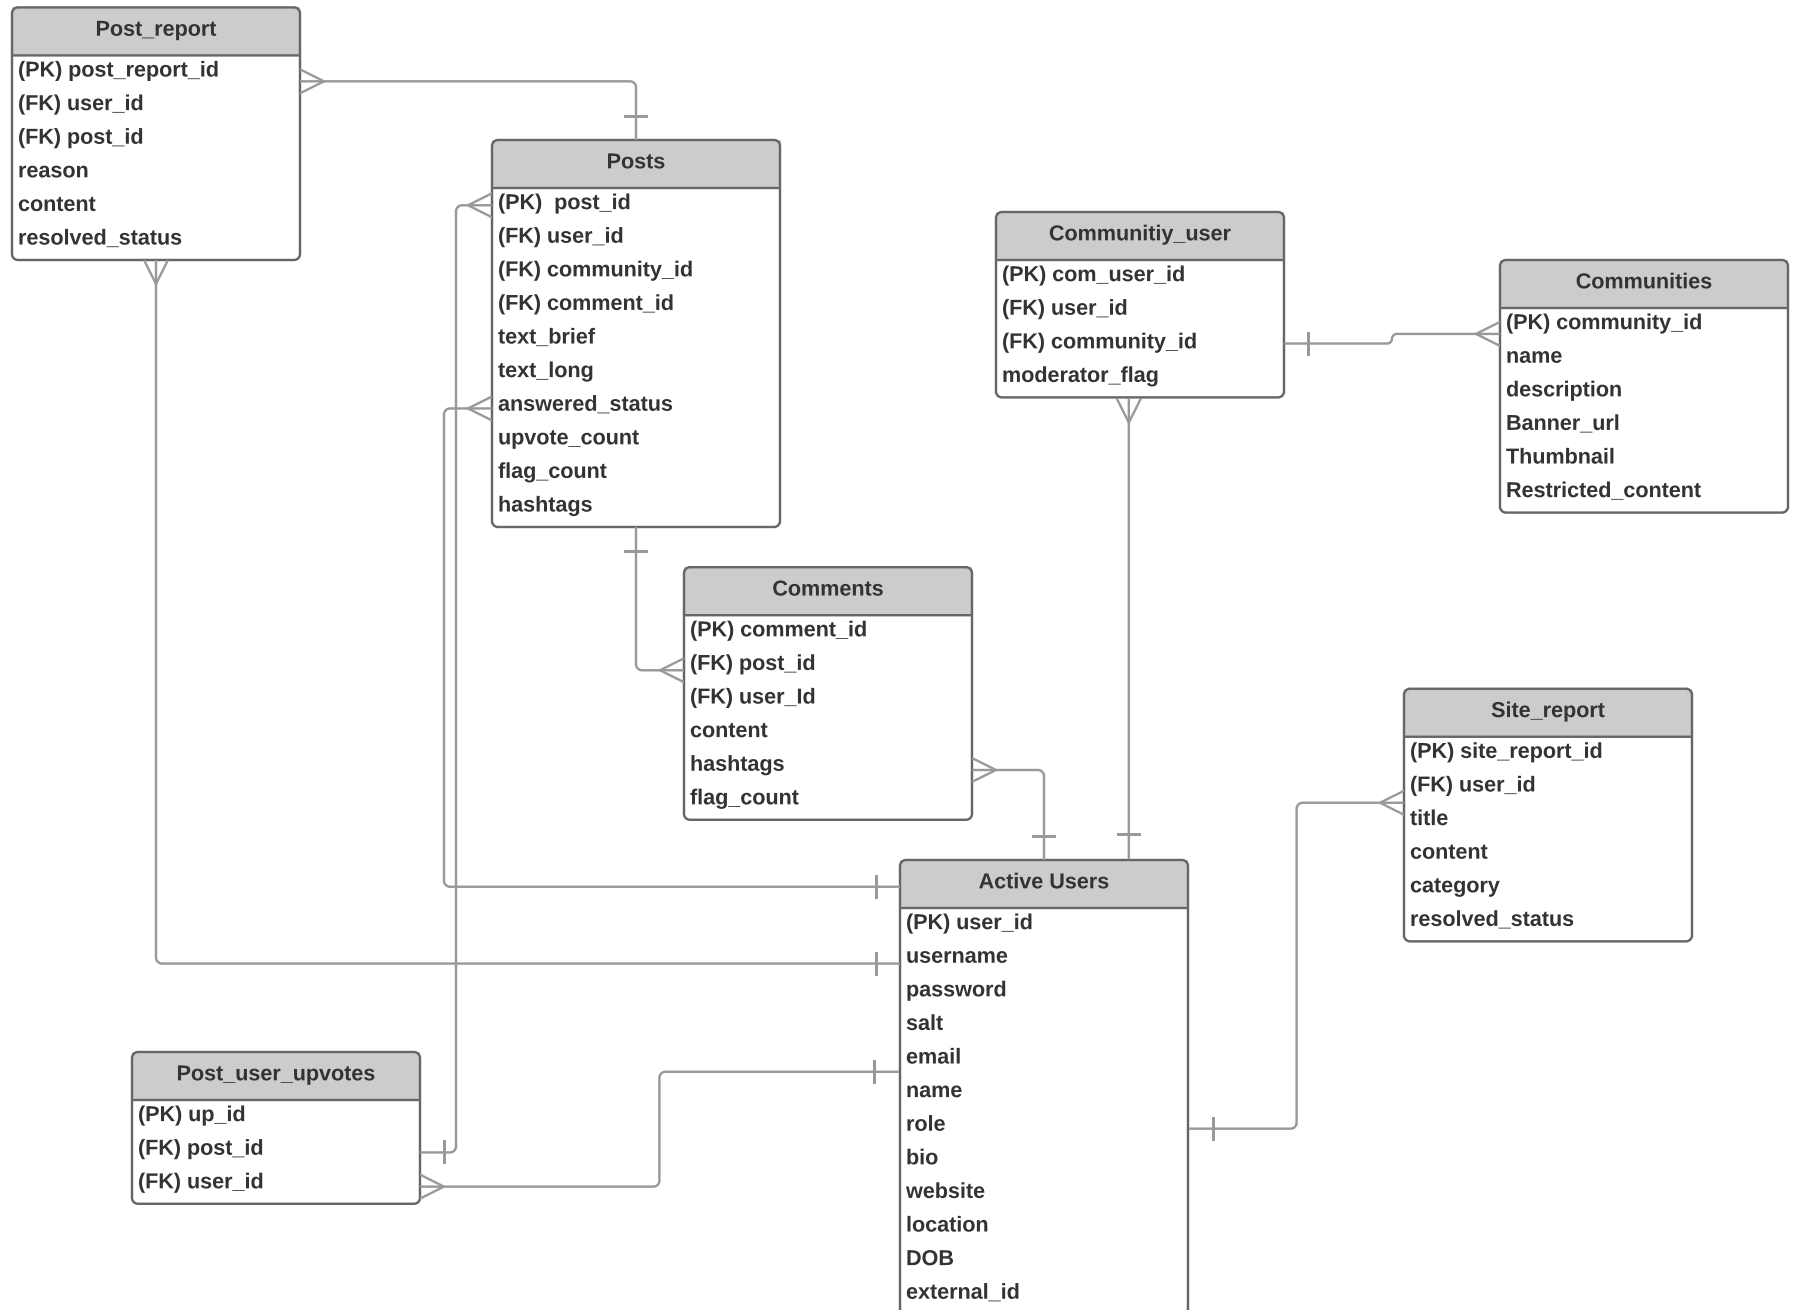 Post_report
(PK) post_report_id
(FK) user_id
(FK) post_id
reason
content
resolved_status
Posts
(PK)  post_id
(FK) user_id
(FK) community_id
(FK) comment_id
text_brief
text_long
answered_status
upvote_count
flag_count
hashtags
Communitiy_user
(PK) com_user_id
(FK) user_id
(FK) community_id
moderator_flag
Communities
(PK) community_id
name
description
Banner_url
Thumbnail
Restricted_content
Comments
(PK) comment_id
(FK) post_id
(FK) user_Id
content
hashtags
flag_count
Site_report
(PK) site_report_id
(FK) user_id
title
content
category
resolved_status
Active Users
(PK) user_id
username
password
salt
email
name
role
bio
website
location
DOB
external_id
Post_user_upvotes
(PK) up_id
(FK) post_id
(FK) user_id